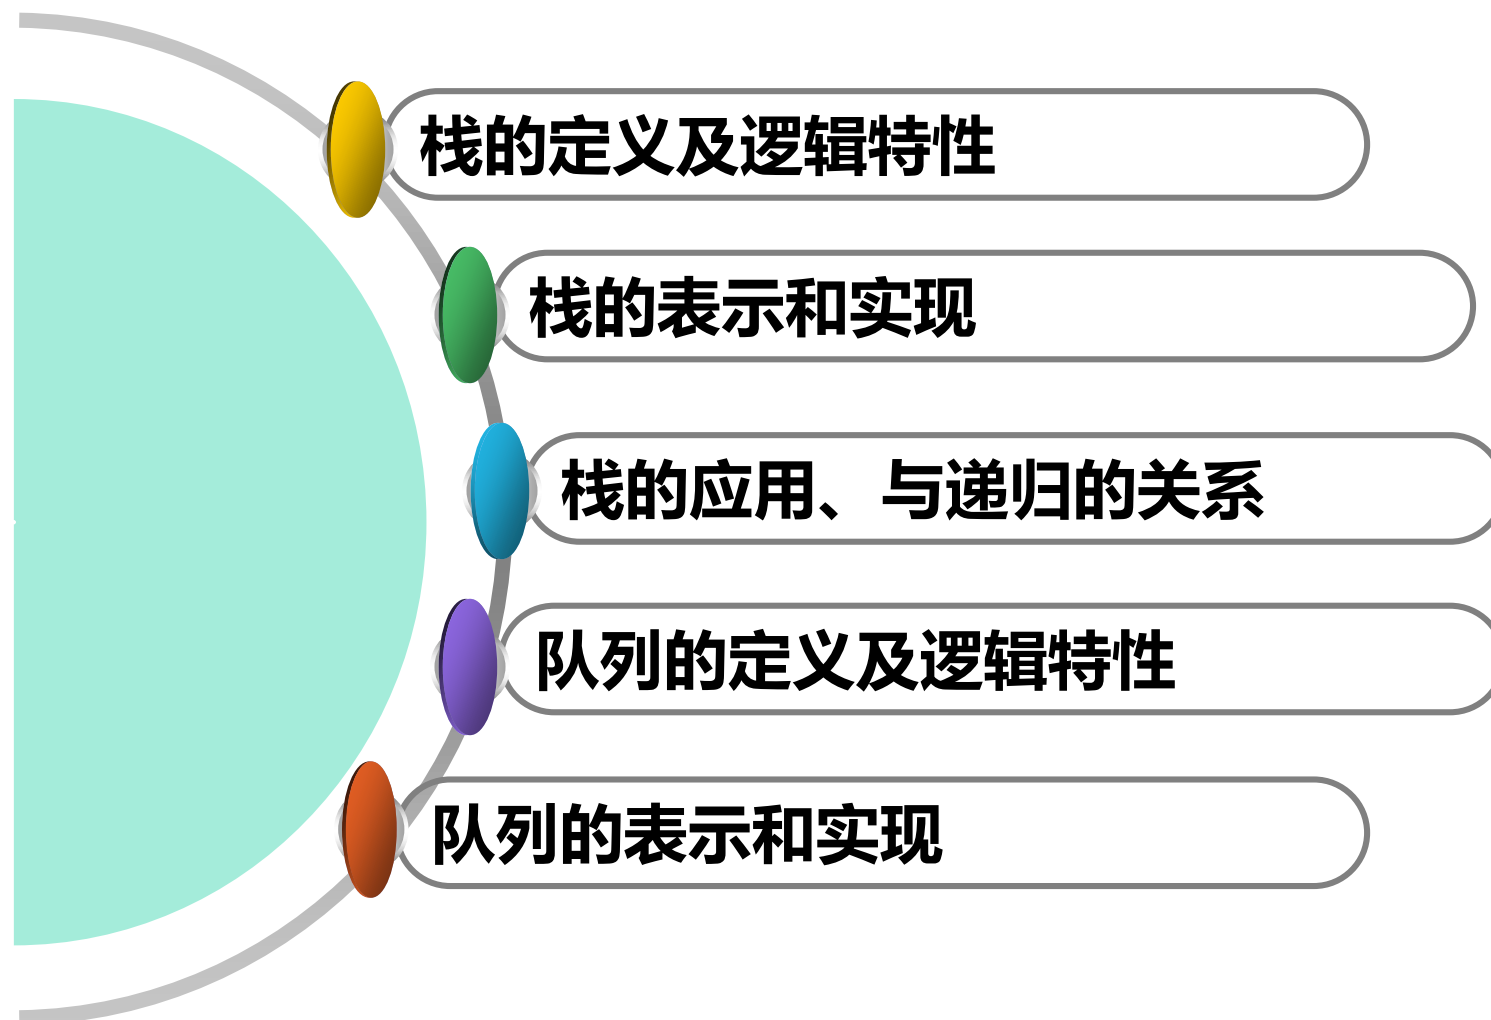 栈的定义及逻辑特性
栈的表示和实现
栈的应用、与递归的关系
队列的定义及逻辑特性
队列的表示和实现